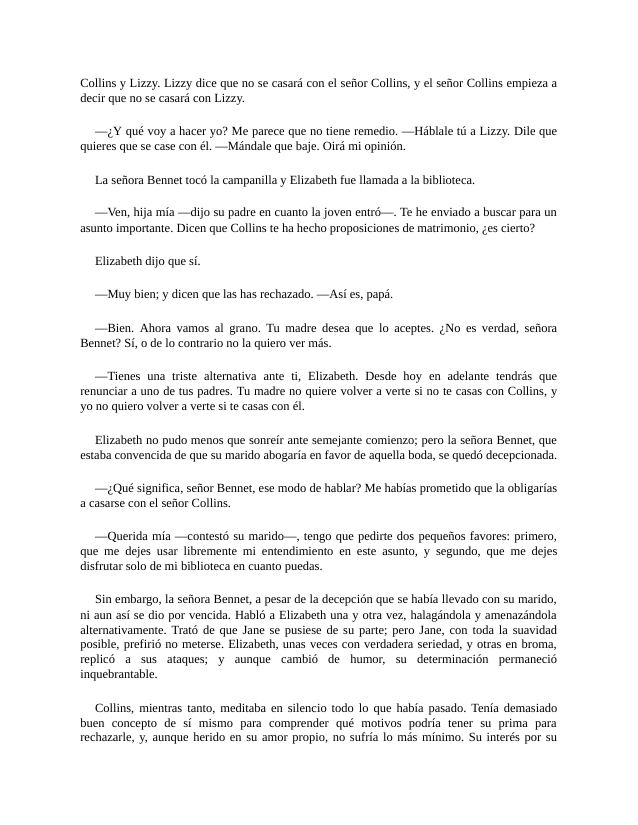 Collins y Lizzy. Lizzy dice que no se casará con el señor Collins, y el señor Collins empieza a
decir que no se casará con Lizzy.
—¿Y qué voy a hacer yo? Me parece que no tiene remedio. —Háblale tú a Lizzy. Dile que
quieres que se case con él. —Mándale que baje. Oirá mi opinión.
La señora Bennet tocó la campanilla y Elizabeth fue llamada a la biblioteca.
—Ven, hija mía —dijo su padre en cuanto la joven entró—. Te he enviado a buscar para un
asunto importante. Dicen que Collins te ha hecho proposiciones de matrimonio, ¿es cierto?
Elizabeth dijo que sí.
—Muy bien; y dicen que las has rechazado. —Así es, papá.
—Bien. Ahora vamos al grano. Tu madre desea que lo aceptes. ¿No es verdad, señora
Bennet? Sí, o de lo contrario no la quiero ver más.
—Tienes una triste alternativa ante ti, Elizabeth. Desde hoy en adelante tendrás que
renunciar a uno de tus padres. Tu madre no quiere volver a verte si no te casas con Collins, y
yo no quiero volver a verte si te casas con él.
Elizabeth no pudo menos que sonreír ante semejante comienzo; pero la señora Bennet, que
estaba convencida de que su marido abogaría en favor de aquella boda, se quedó decepcionada.
—¿Qué significa, señor Bennet, ese modo de hablar? Me habías prometido que la obligarías
a casarse con el señor Collins.
—Querida mía —contestó su marido—, tengo que pedirte dos pequeños favores: primero,
que me dejes usar libremente mi entendimiento en este asunto, y segundo, que me dejes
disfrutar solo de mi biblioteca en cuanto puedas.
Sin embargo, la señora Bennet, a pesar de la decepción que se había llevado con su marido,
ni aun así se dio por vencida. Habló a Elizabeth una y otra vez, halagándola y amenazándola
alternativamente. Trató de que Jane se pusiese de su parte; pero Jane, con toda la suavidad
posible, prefirió no meterse. Elizabeth, unas veces con verdadera seriedad, y otras en broma,
replicó a sus ataques; y aunque cambió de humor, su determinación permaneció
inquebrantable.
Collins, mientras tanto, meditaba en silencio todo lo que había pasado. Tenía demasiado
buen concepto de sí mismo para comprender qué motivos podría tener su prima para
rechazarle, y, aunque herido en su amor propio, no sufría lo más mínimo. Su interés por su